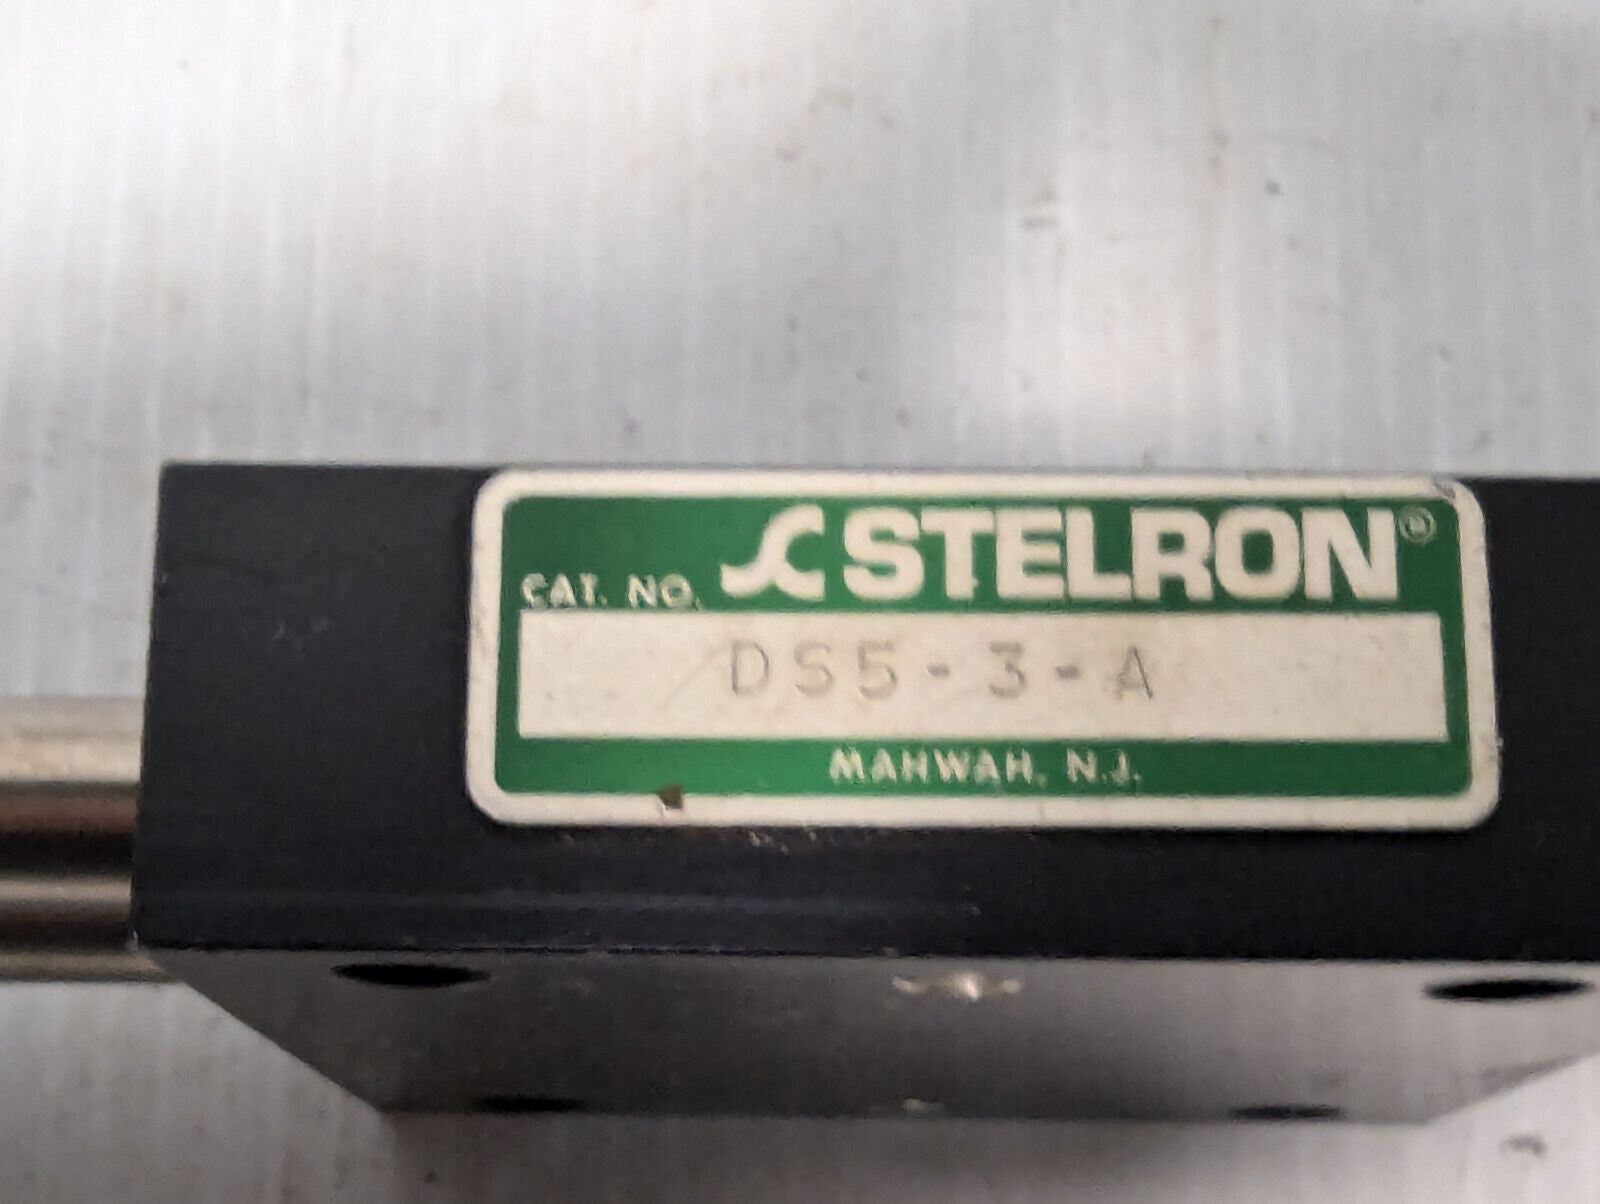 STELRON®
CAT. NO.
DS5-3-A
MAHWAH, N.J.